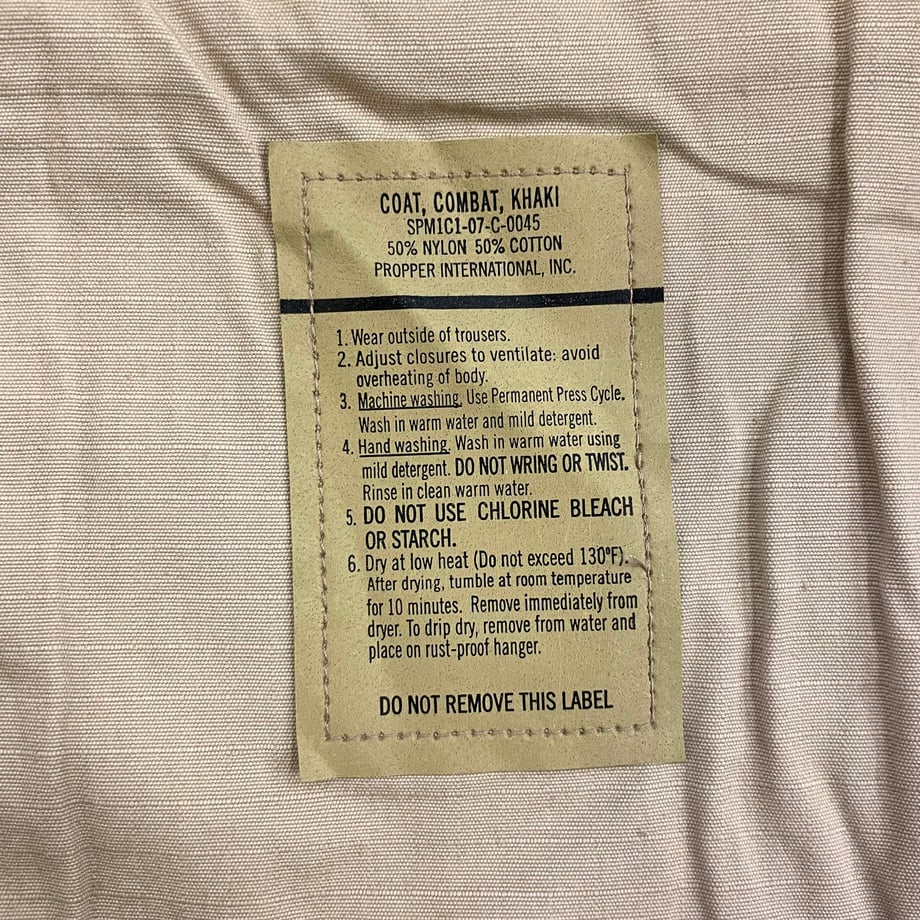 COAT, COMBAT, KHAKI
SPM1C1-07-C-0045
50% NYLON 50% COTTON
PROPPER INTERNATIONAL, INC.
1. Wear outside of trousers.
2. Adjust closures to ventilate: avoid
overheating of body.
3. Machine washing. Use Permanent Press Cycle.
Wash in warm water and mild detergent.
4. Hand washing. Wash in warm water using
mild detergent. DO NOT WRING OR TWIST.
Rinse in clean warm water.
5. DO NOT USE CHLORINE BLEACH
OR STARCH.
6. Dry at low heat (Do not exceed 130°F).
After drying, tumble at room temperature
for 10 minutes. Remove immediately from
dryer. To drip dry, remove from water and
place on rust-proof hanger.
DO NOT REMOVE THIS LABEL